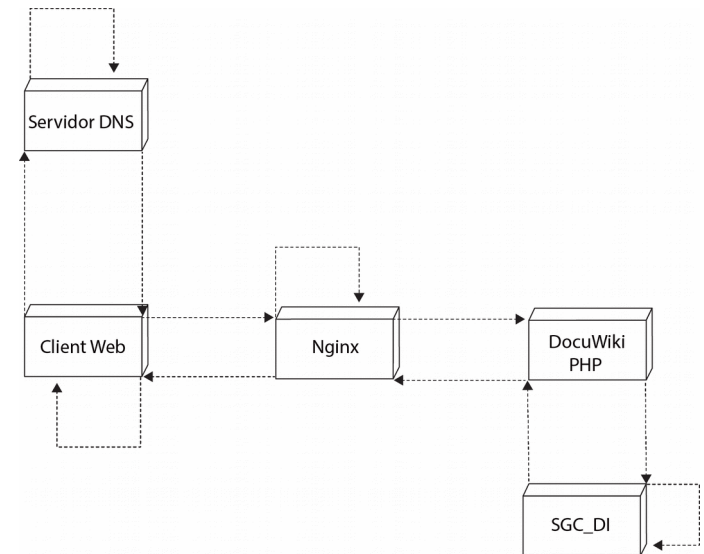 Servidor DNS
Client Web
Nginx
DocuWiki
PHP
SGC_DI